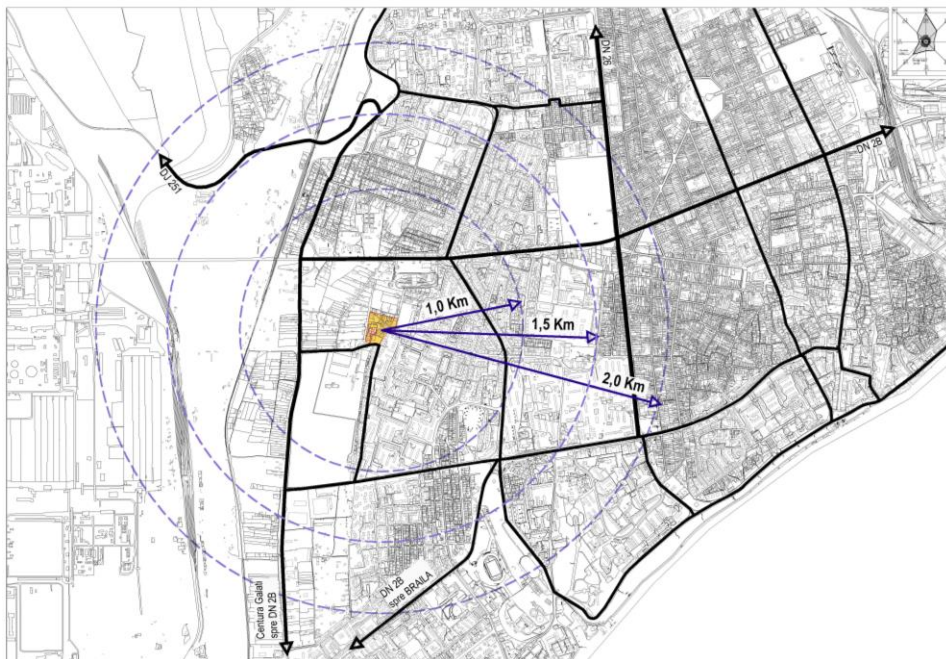 DN 2B
DN 2B
DJ 251
1,0 Km
1,5 Km
2,0 Km
Centura Galati
spre DN 2B
DN 2B
spre BRAILA